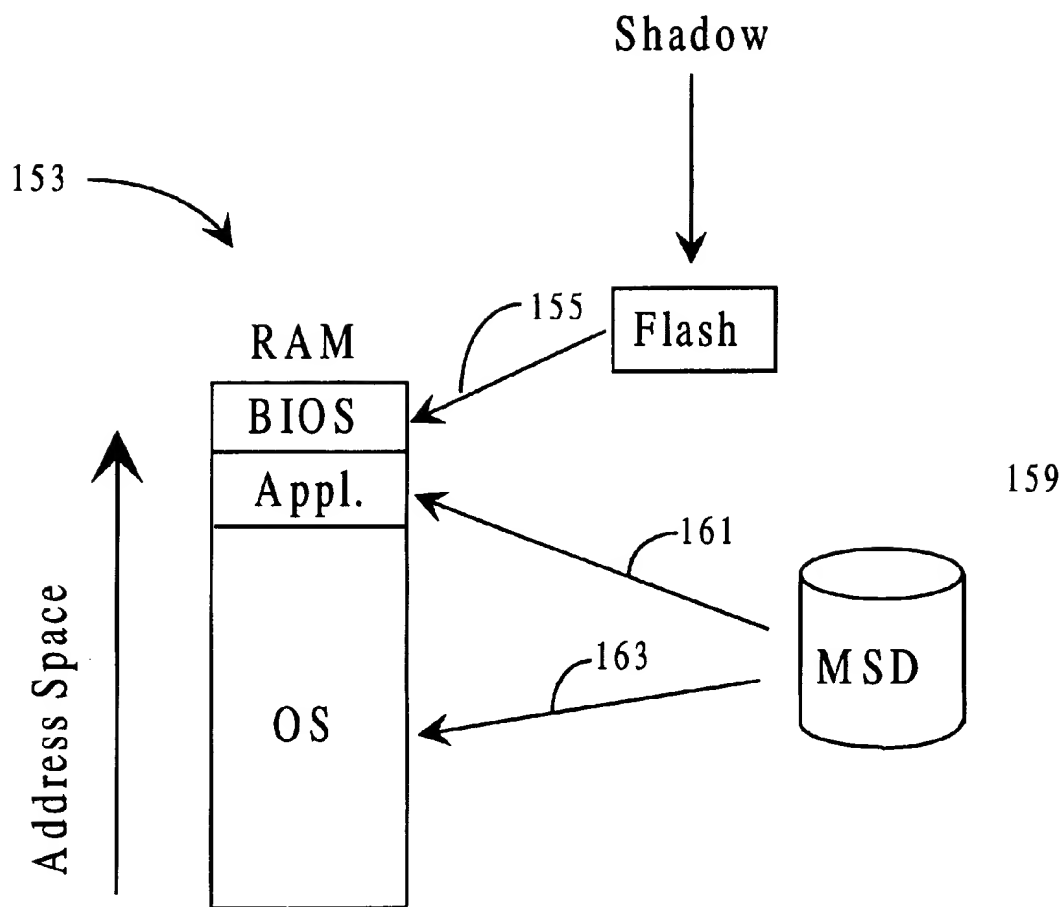 Shadow
153
155
Flash
RAM
BIOS
Appl.
159
161
MSD
163
OS
Address Space